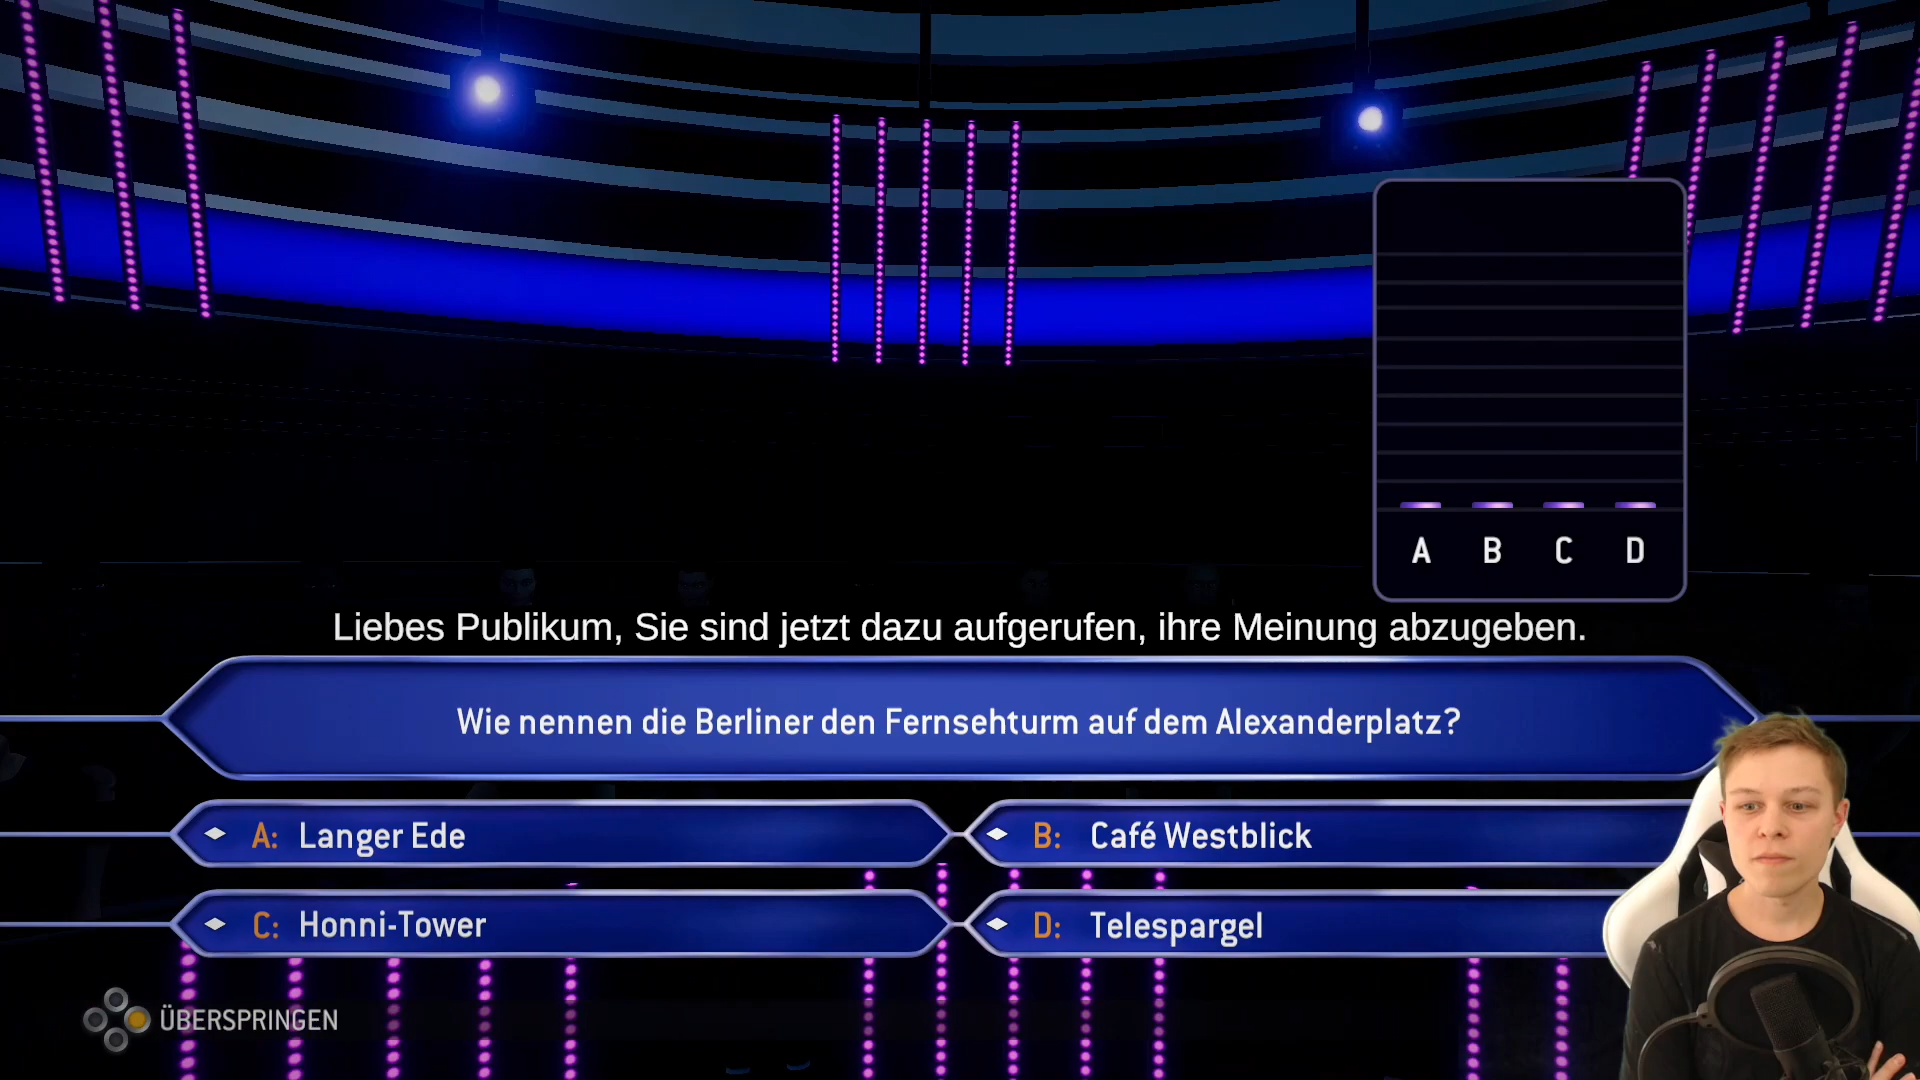 A B C D
Liebes Publikum, Sie sind jetzt dazu aufgerufen, ihre Meinung abzugeben.
Wie nennen die Berliner den Fernsehturm auf dem Alexanderplatz?
A: Langer Ede
B: Café Westblick
C: Honni-Tower
D: Telespargel
ÜBERSPRINGEN